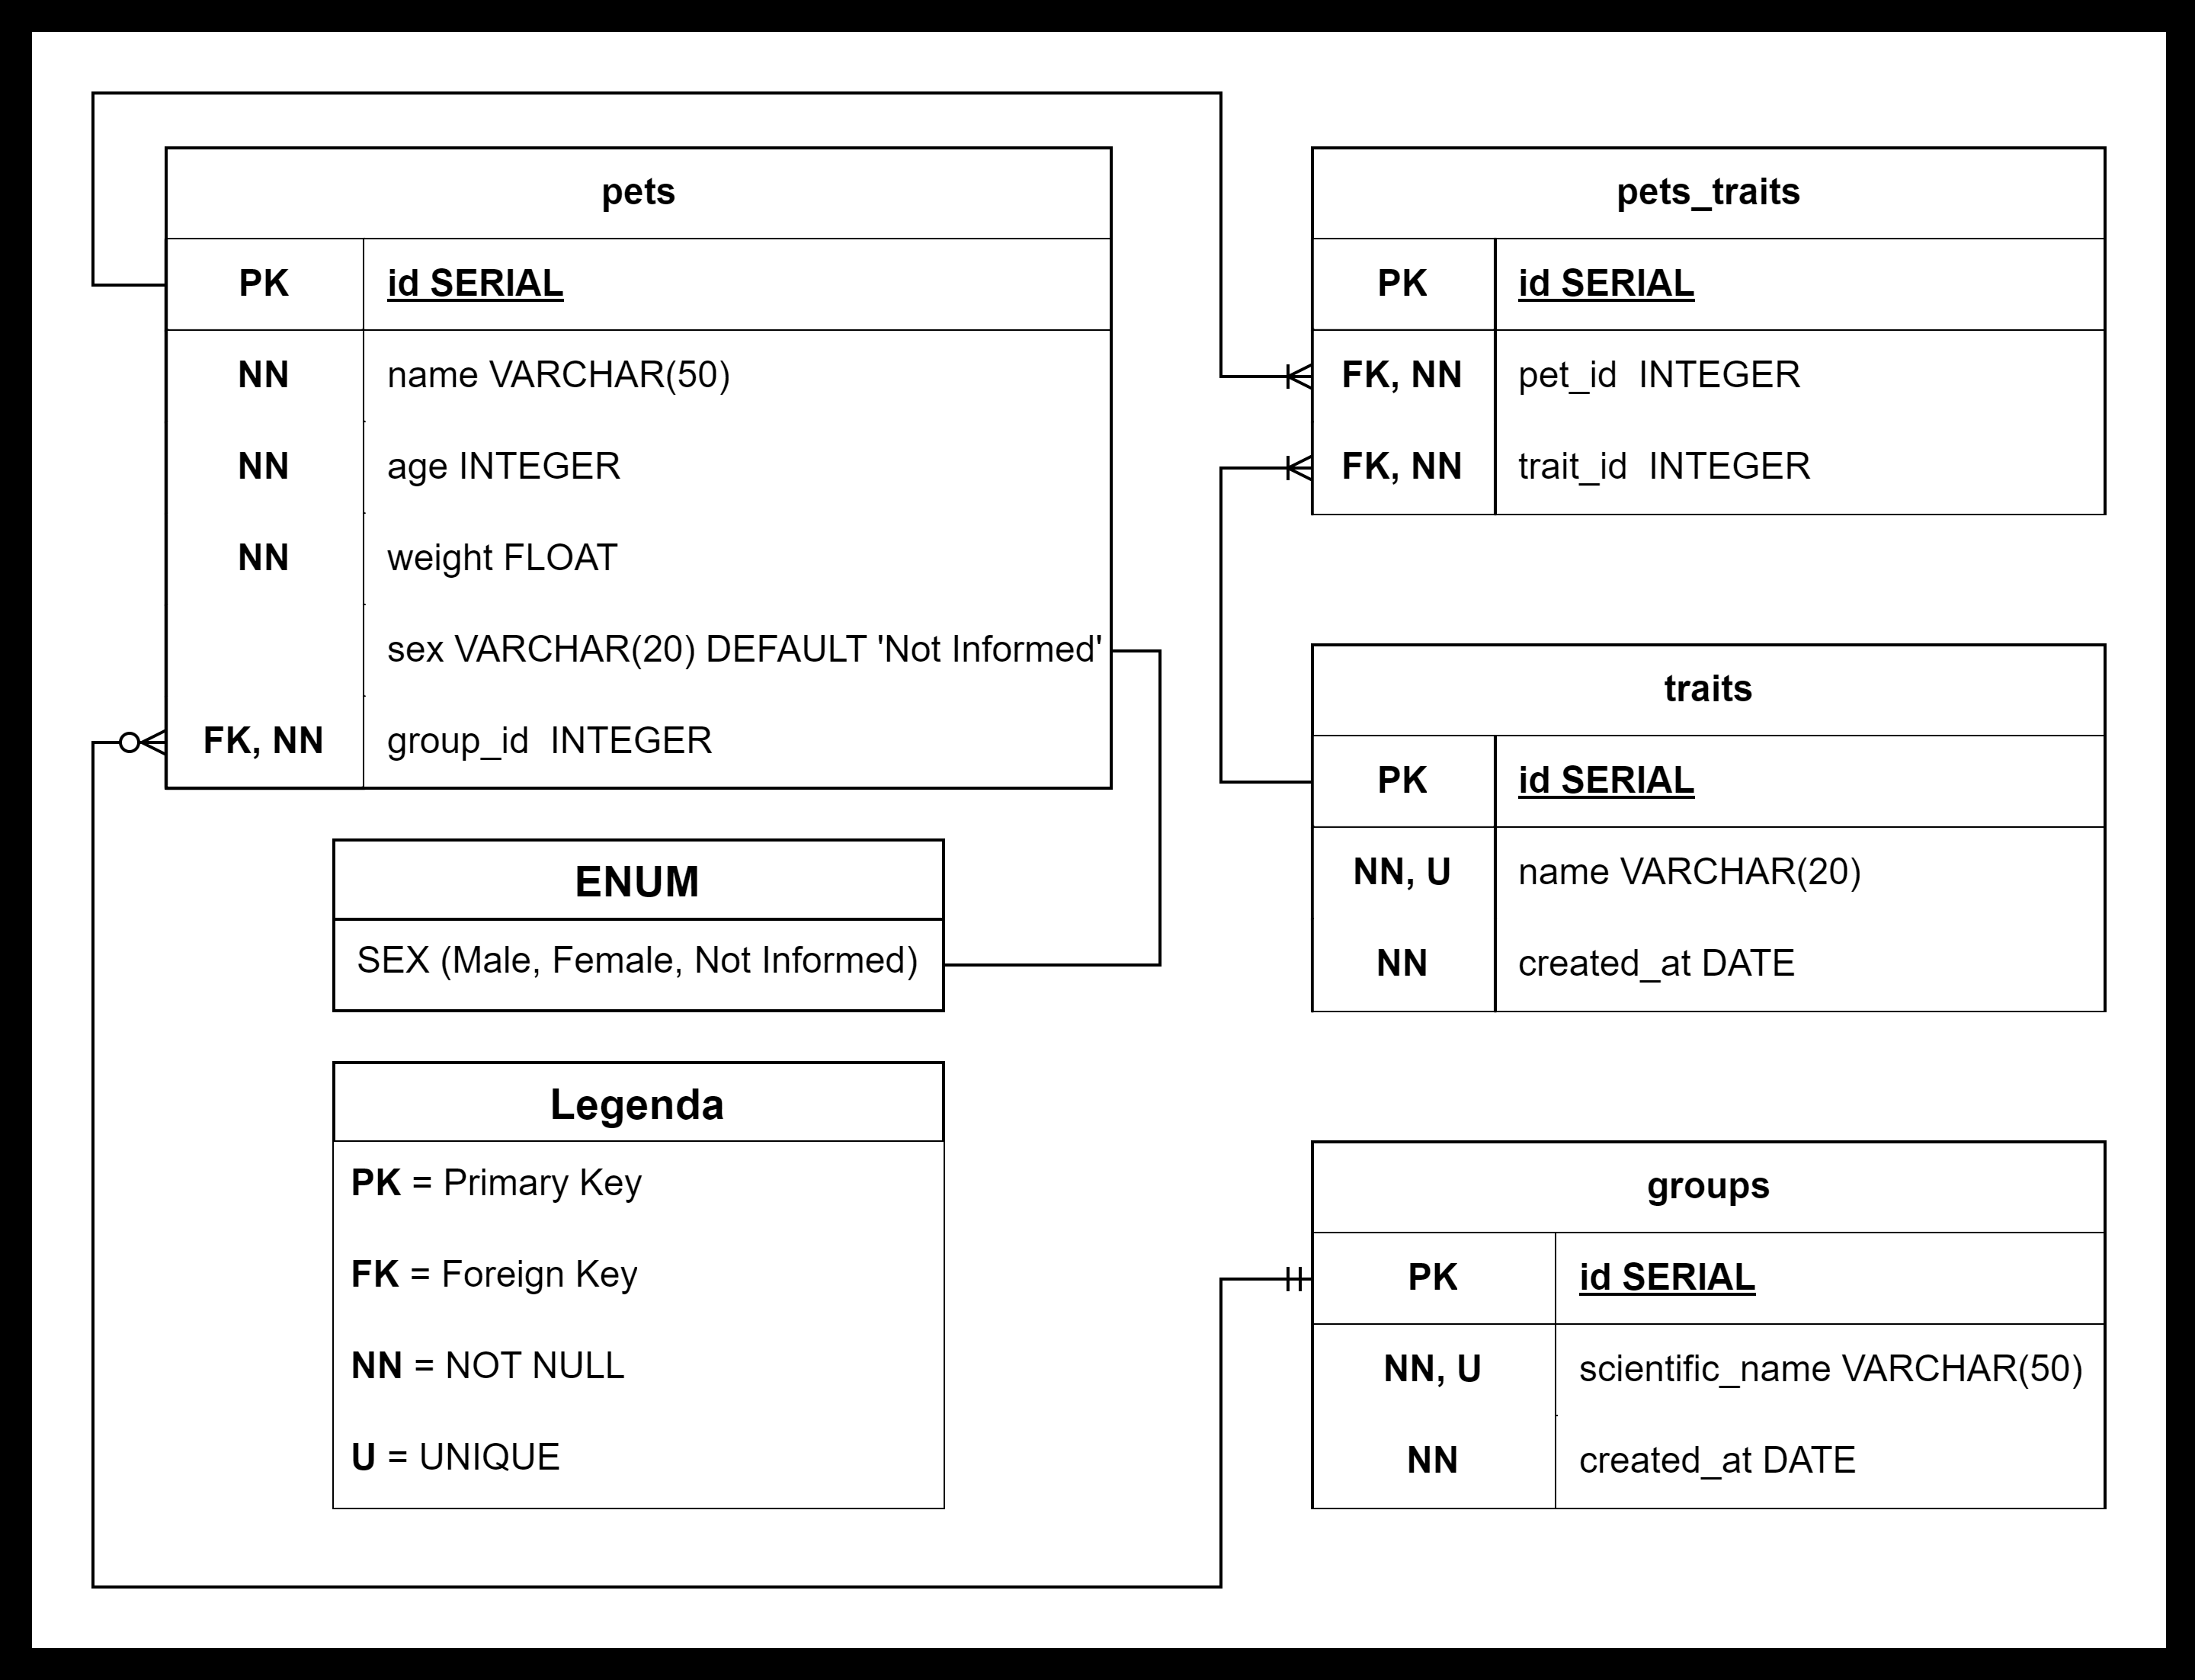 pets
PK id SERIAL
NN name VARCHAR(50)
NN age INTEGER
NN weight FLOAT
sex VARCHAR(20) DEFAULT 'Not Informed'
FK, NN group_id  INTEGER
ENUM
SEX (Male, Female, Not Informed)
Legenda
PK = Primary Key
FK = Foreign Key
NN = NOT NULL
U = UNIQUE
pets_traits
PK id SERIAL
FK, NN pet_id  INTEGER
FK, NN trait_id  INTEGER
traits
PK id SERIAL
NN, U name VARCHAR(20)
NN created_at DATE
groups
PK id SERIAL
NN, U scientific_name VARCHAR(50)
NN created_at DATE